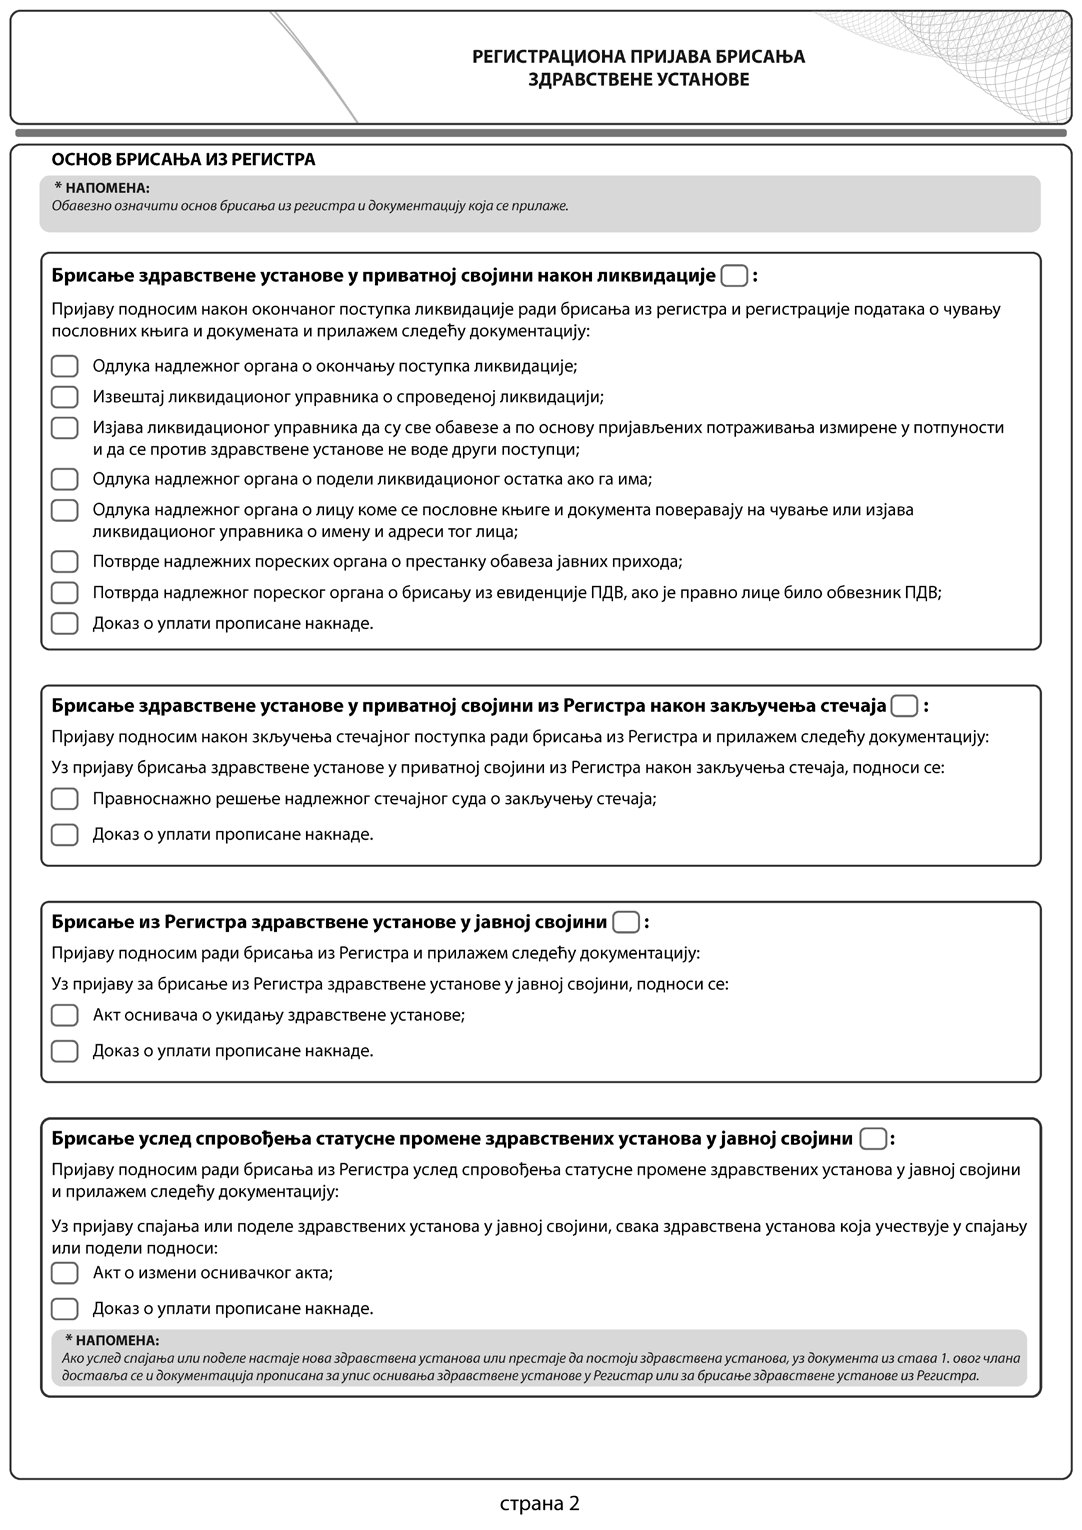 РЕГИСТРАЦИОНА ПРИЈАВА БРИСАЊА
ЗДРАВСТВЕНЕ УСТАНОВЕ
ОСНОВ БРИСАЊА ИЗ РЕГИСТРА
* НАПОМЕНА:
Обавезно означити основ брисања из регистра и документацију која се прилаже.
Брисање здравствене установе у приватној својини након ликвидације :
Пријаву подносим након окончаног поступка ликвидације ради брисања из регистра и регистрације података о чувању
пословних књига и докумената и прилажем следећу документацију:
Одлука надлежног органа о окончању поступка ликвидације;
Извештај ликвидационог управника о спроведеној ликвидацији;
Изјава ликвидационог управника да су све обавезе а по основу пријављених потраживања измирене у потпуности
и да се против здравствене установе не воде други поступци;
Одлука надлежног органа о подели ликвидационог остатка ако га има;
Одлука надлежног органа о лицу коме се пословне књиге и документа поверавају на чување или изјава
ликвидационог управника о имену и адреси тог лица;
Потврде надлежних пореских органа о престанку обавеза јавних прихода;
Потврда надлежног пореског органа о брисању из евиденције ПДВ, ако је правно лице било обвезник ПДВ;
Доказ о уплати прописане накнаде.
Брисање здравствене установе у приватној својини из Регистра након закључења стечаја :
Пријаву подносим након зкључења стечајног поступка ради брисања из Регистра и прилажем следећу документацију:
Уз пријаву брисања здравствене установе у приватној својини из Регистра након закључења стечаја, подноси се:
Правноснажно решење надлежног стечајног суда о закључењу стечаја;
Доказ о уплати прописане накнаде.
Брисање из Регистра здравствене установе у јавној својини :
Пријаву подносим ради брисања из Регистра и прилажем следећу документацију:
Уз пријаву за брисање из Регистра здравствене установе у јавној својини, подноси се:
Акт оснивача о укидању здравствене установе;
Доказ о уплати прописане накнаде.
Брисање услед спровођења статусне промене здравствених установа у јавној својини :
Пријаву подносим ради брисања из Регистра услед спровођења статусне промене здравствених установа у јавној својини
и прилажем следећу документацију:
Уз пријаву спајања или поделе здравствених установа у јавној својини, свака здравствена установа која учествује у спајању
или подели подноси:
Акт о измени оснивачког акта;
Доказ о уплати прописане накнаде.
* НАПОМЕНА:
Ако услед спајања или поделе настаје нова здравствена установа или престаје да постоји здравствена установа, уз документа из става 1. овог члана
доставља се и документација прописана за упис оснивања здравствене установе у Регистар или за брисање здравствене установе из Регистра.
страна 2